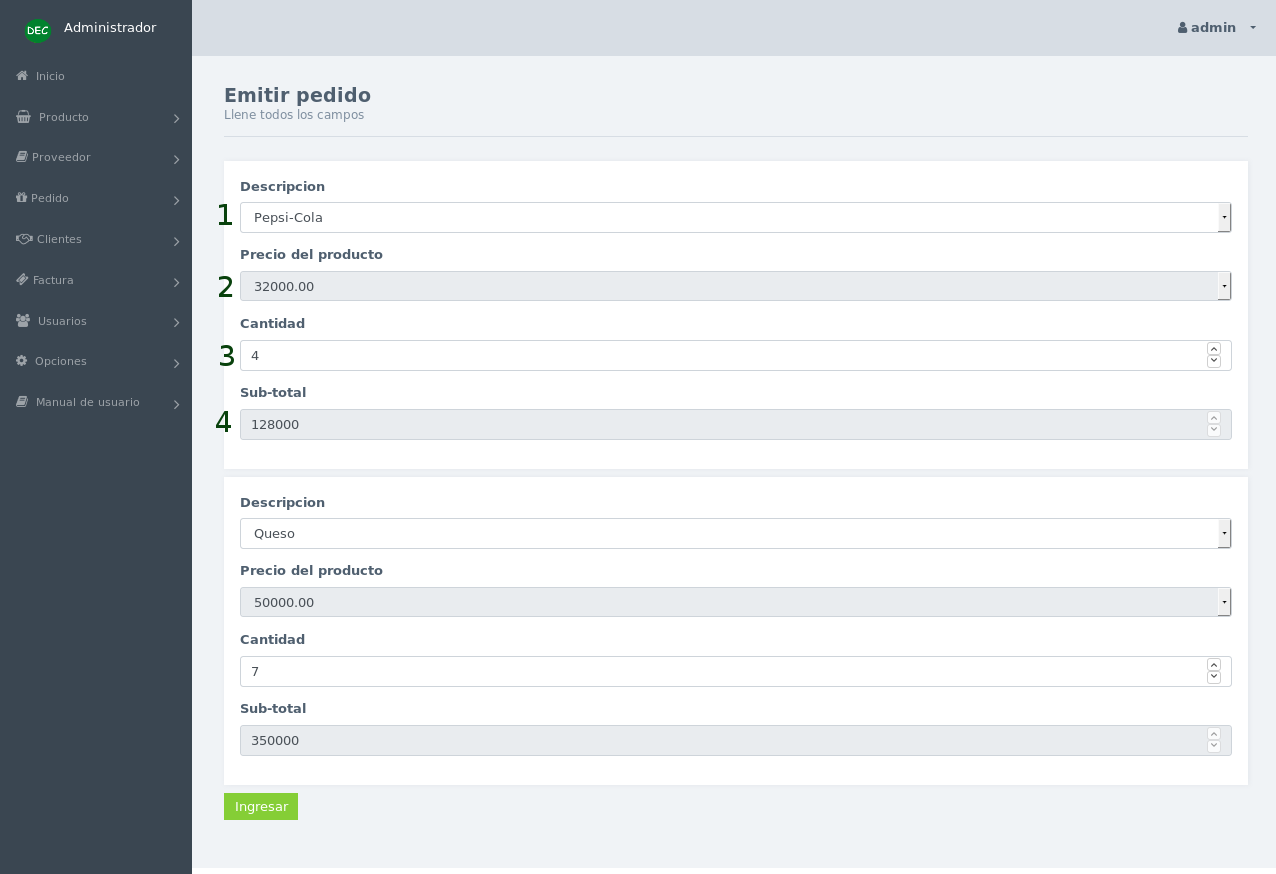 DEC Administrador
admin
Inicio
Producto
Proveedor
Pedido
Clientes
Factura
Usuarios
Opciones
Manual de usuario
Emitir pedido
Llene todos los campos
Descripcion
1 Pepsi-Cola
Precio del producto
2 32000.00
Cantidad
3 4
Sub-total
4 128000
Descripcion
Queso
Precio del producto
50000.00
Cantidad
7
Sub-total
350000
Ingresar